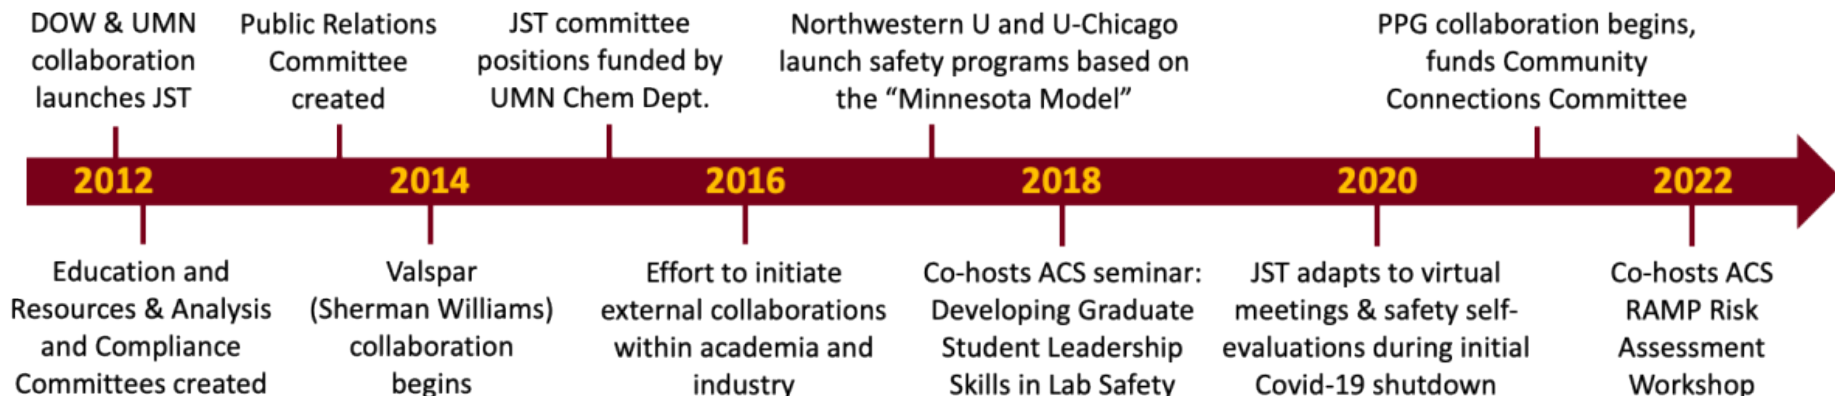 DOW & UMN
collaboration
launches JST
Public Relations
Committee
created
JST committee
positions funded by
UMN Chem Dept.
Northwestern U and U-Chicago
launch safety programs based on
the “Minnesota Model”
PPG collaboration begins,
funds Community
Connections Committee
2012
2014
2016
2018
2020
2022
Education and
Resources & Analysis
and Compliance
Committees created
Valspar
(Sherman Williams)
collaboration
begins
Effort to initiate
external collaborations
within academia and
industry
Co-hosts ACS seminar:
Developing Graduate
Student Leadership
Skills in Lab Safety
JST adapts to virtual
meetings & safety self-
evaluations during initial
Covid-19 shutdown
Co-hosts ACS
RAMP Risk
Assessment
Workshop